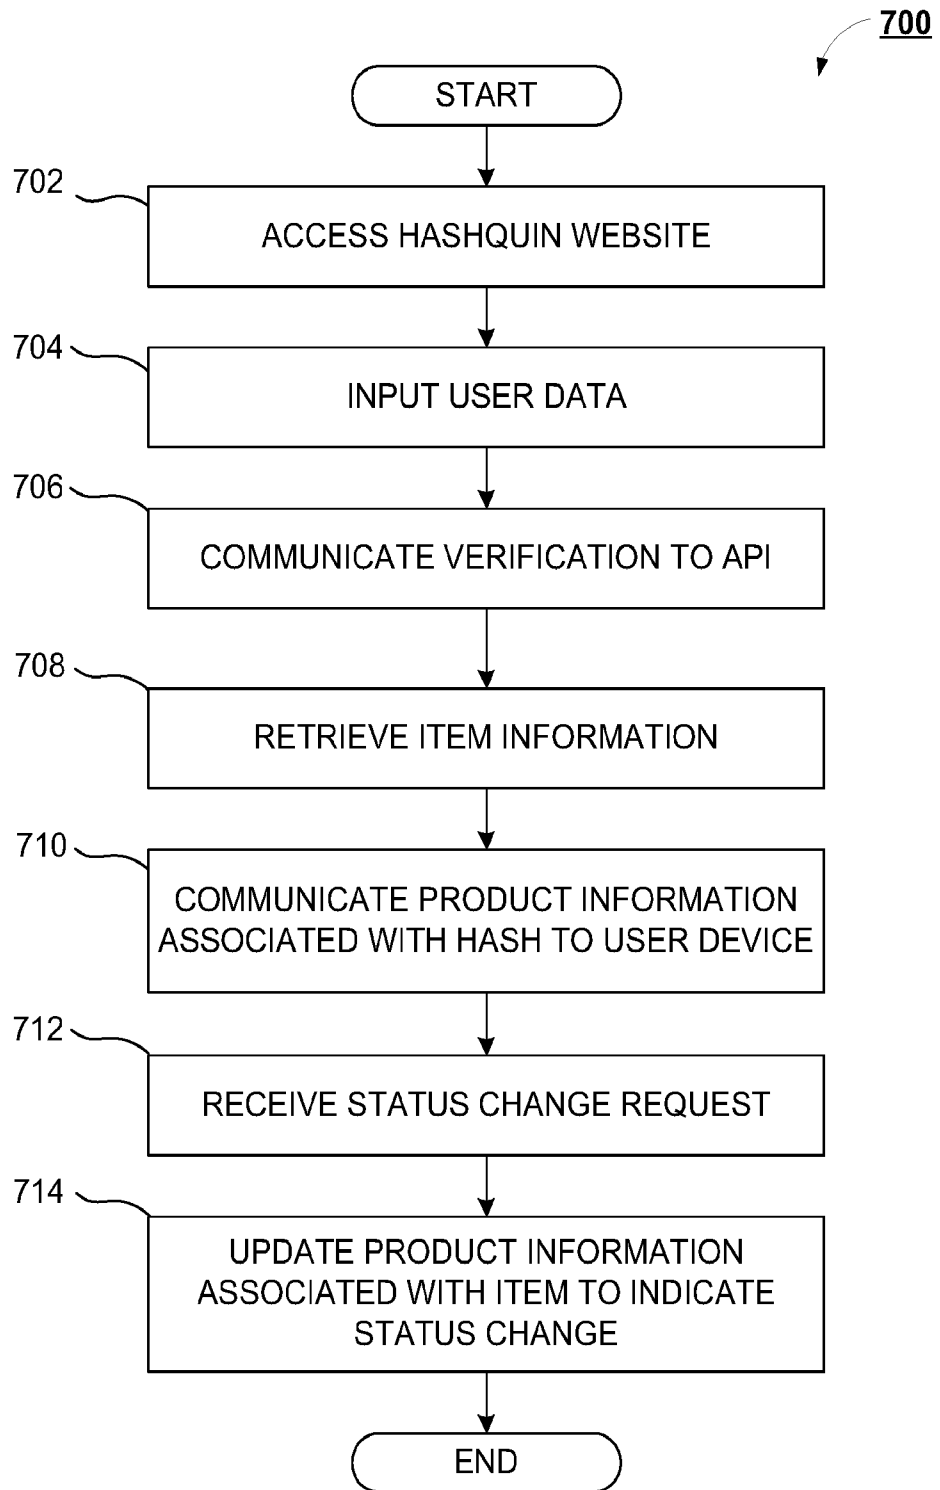 700
START
702
ACCESS HASHQUIN WEBSITE
704
INPUT USER DATA
706
COMMUNICATE VERIFICATION TO API
708
RETRIEVE ITEM INFORMATION
710
COMMUNICATE PRODUCT INFORMATION
ASSOCIATED WITH HASH TO USER DEVICE
712
RECEIVE STATUS CHANGE REQUEST
714
UPDATE PRODUCT INFORMATION
ASSOCIATED WITH ITEM TO INDICATE
STATUS CHANGE
END